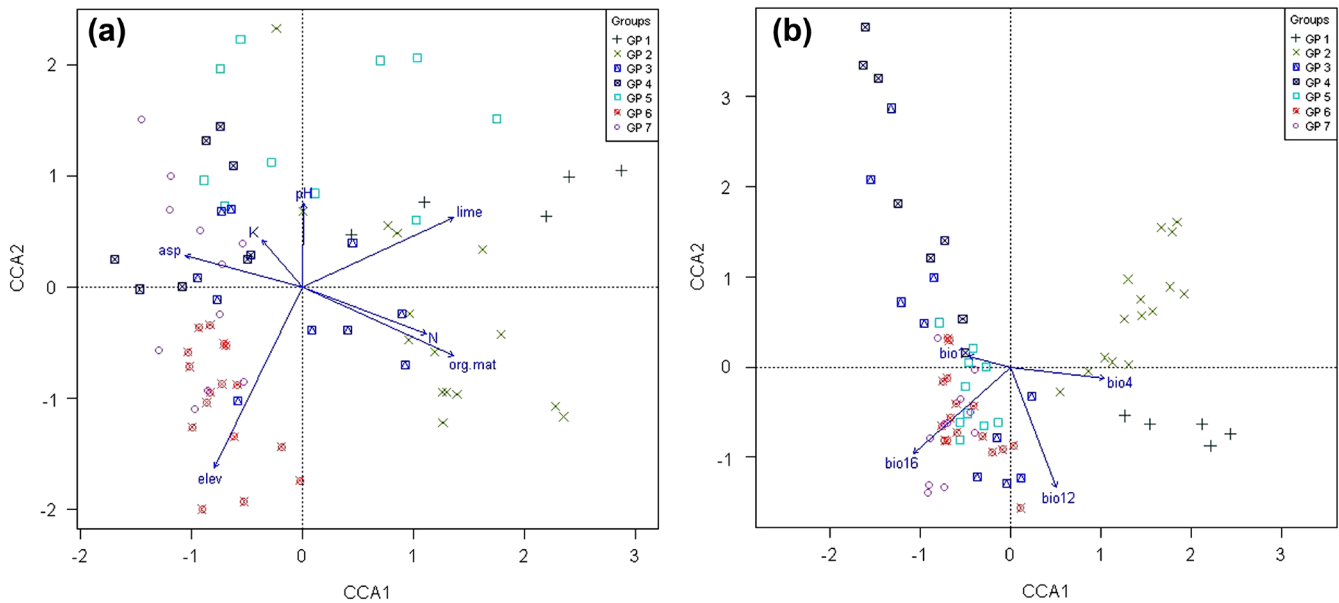 (a)
Groups
GP 1
GP 2
GP 3
GP 4
GP 5
GP 6
GP 7
2
1
0
-1
-2
CCA2
pH
K
lime
asp
N
org.mat
elev
-2
-1
0
1
2
3
CCA1
(b)
Groups
GP 1
GP 2
GP 3
GP 4
GP 5
GP 6
GP 7
3
2
1
0
-1
CCA2
bio4
bio16
bio12
-2
-1
0
1
2
3
CCA1